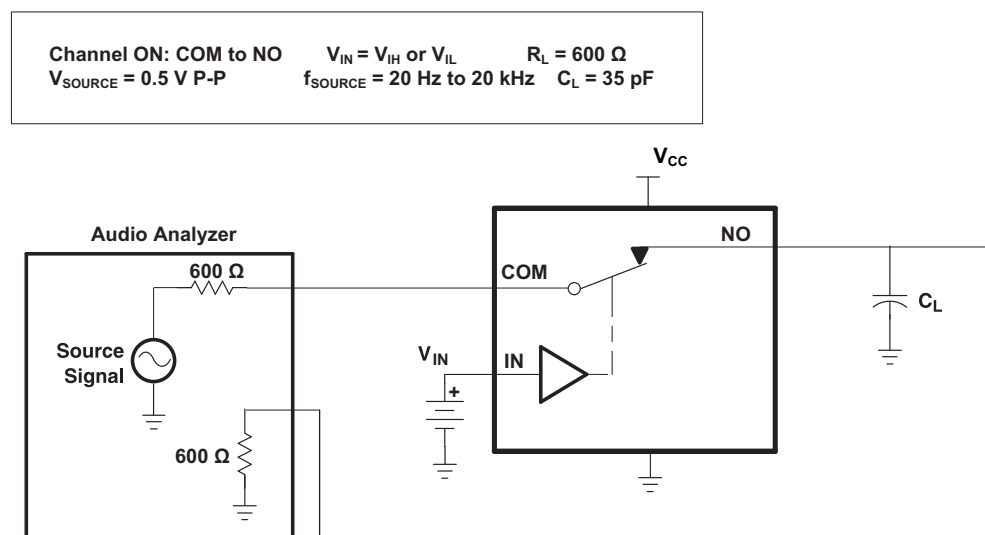 Channel ON: COM to NO V_IN = V_IH or V_IL R_L = 600 Ω
V_SOURCE = 0.5 V P-P f_SOURCE = 20 Hz to 20 kHz C_L = 35 pF
V_CC
Audio Analyzer
NO
600 Ω
COM
C_L
Source
Signal
V_IN
IN
+
600 Ω